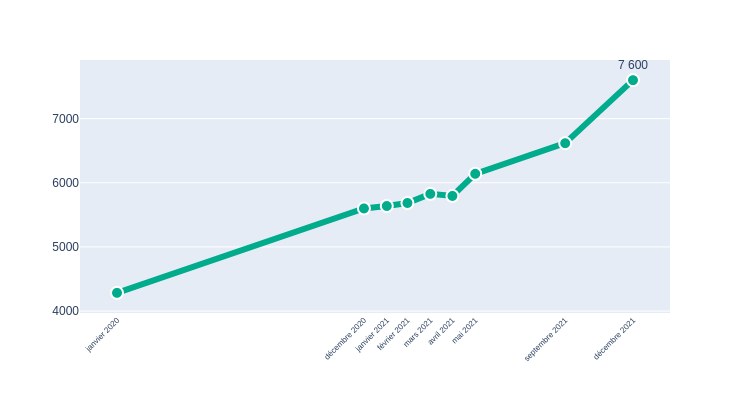 7 600
7000
6000
5000
4000
janvier 2020
décembre 2020
janvier 2021
février 2021
mars 2021
avril 2021
mai 2021
septembre 2021
décembre 2021